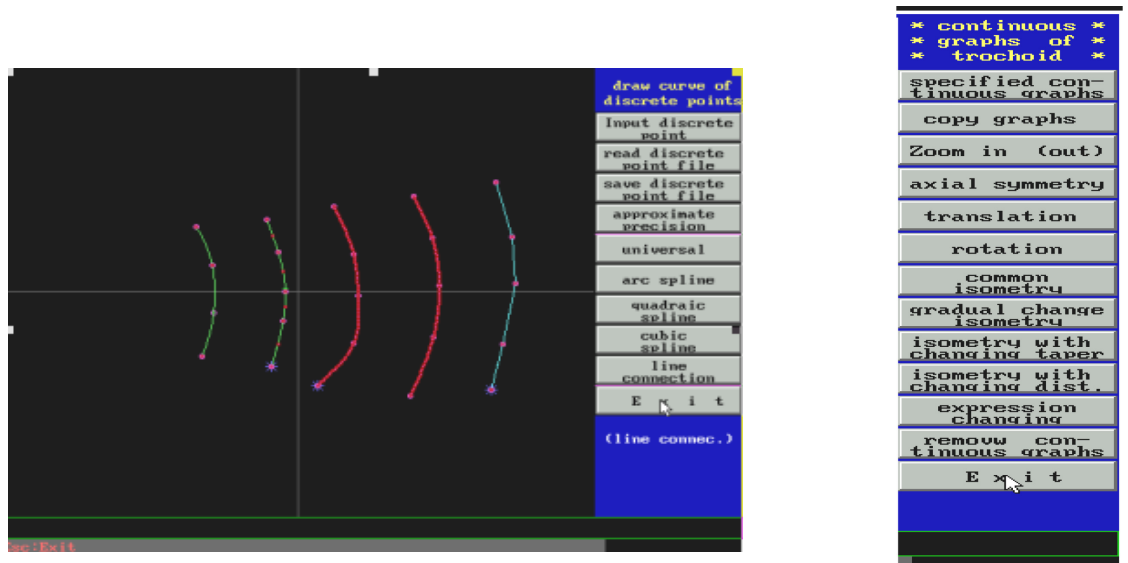 draw curve of
discrete points
Input discrete
point
read discrete
point file
save discrete
point file
approximate
precision
universal
arc spline
quadraic
spline
cubic
spline
line
connection
E x i t
(line connec.)
Esc:Exit
* continuous *
* graphs of *
* trochoid *
specified con-
tinuous graphs
copy graphs
Zoom in (out)
axial symmetry
translation
rotation
common
isometry
gradual change
isometry
isometry with
changing taper
isometry with
changing dist.
expression
changing
removw con-
tinuous graphs
E x i t